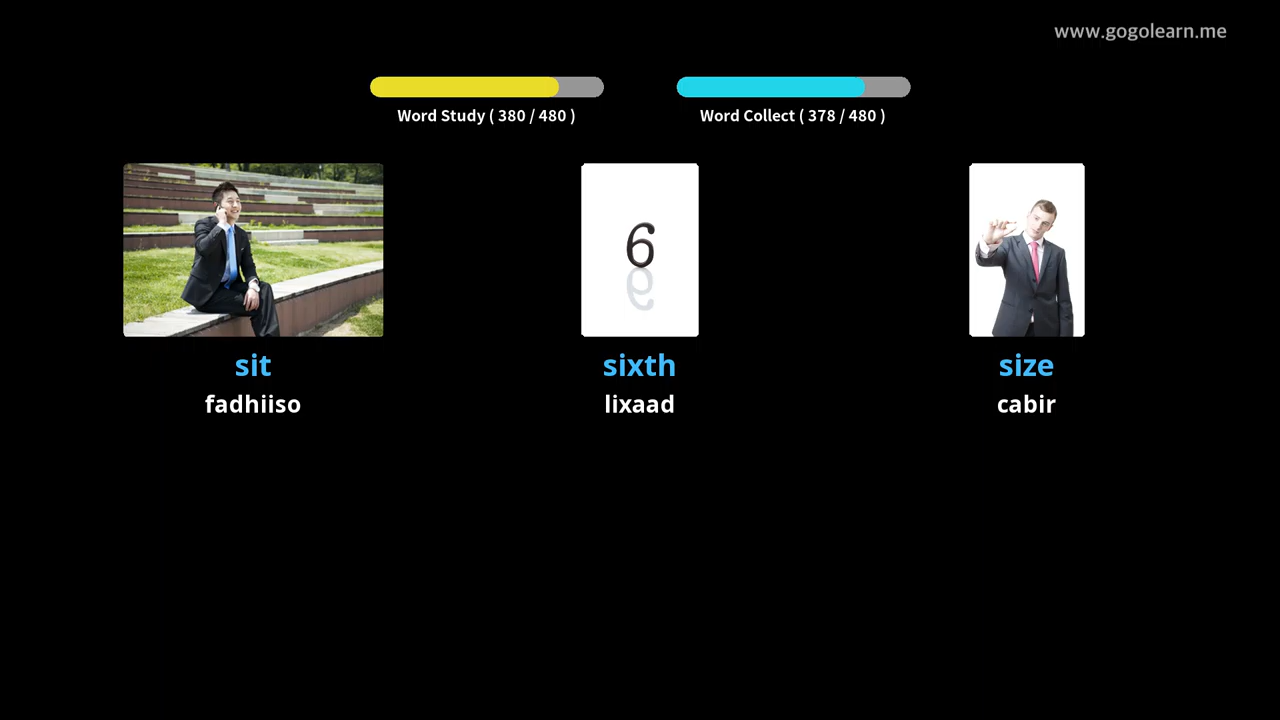 www.gogolearn.me
Word Study ( 380 / 480 )
Word Collect ( 378 / 480 )
6
sit
sixth
size
fadhiiso
lixaad
cabir